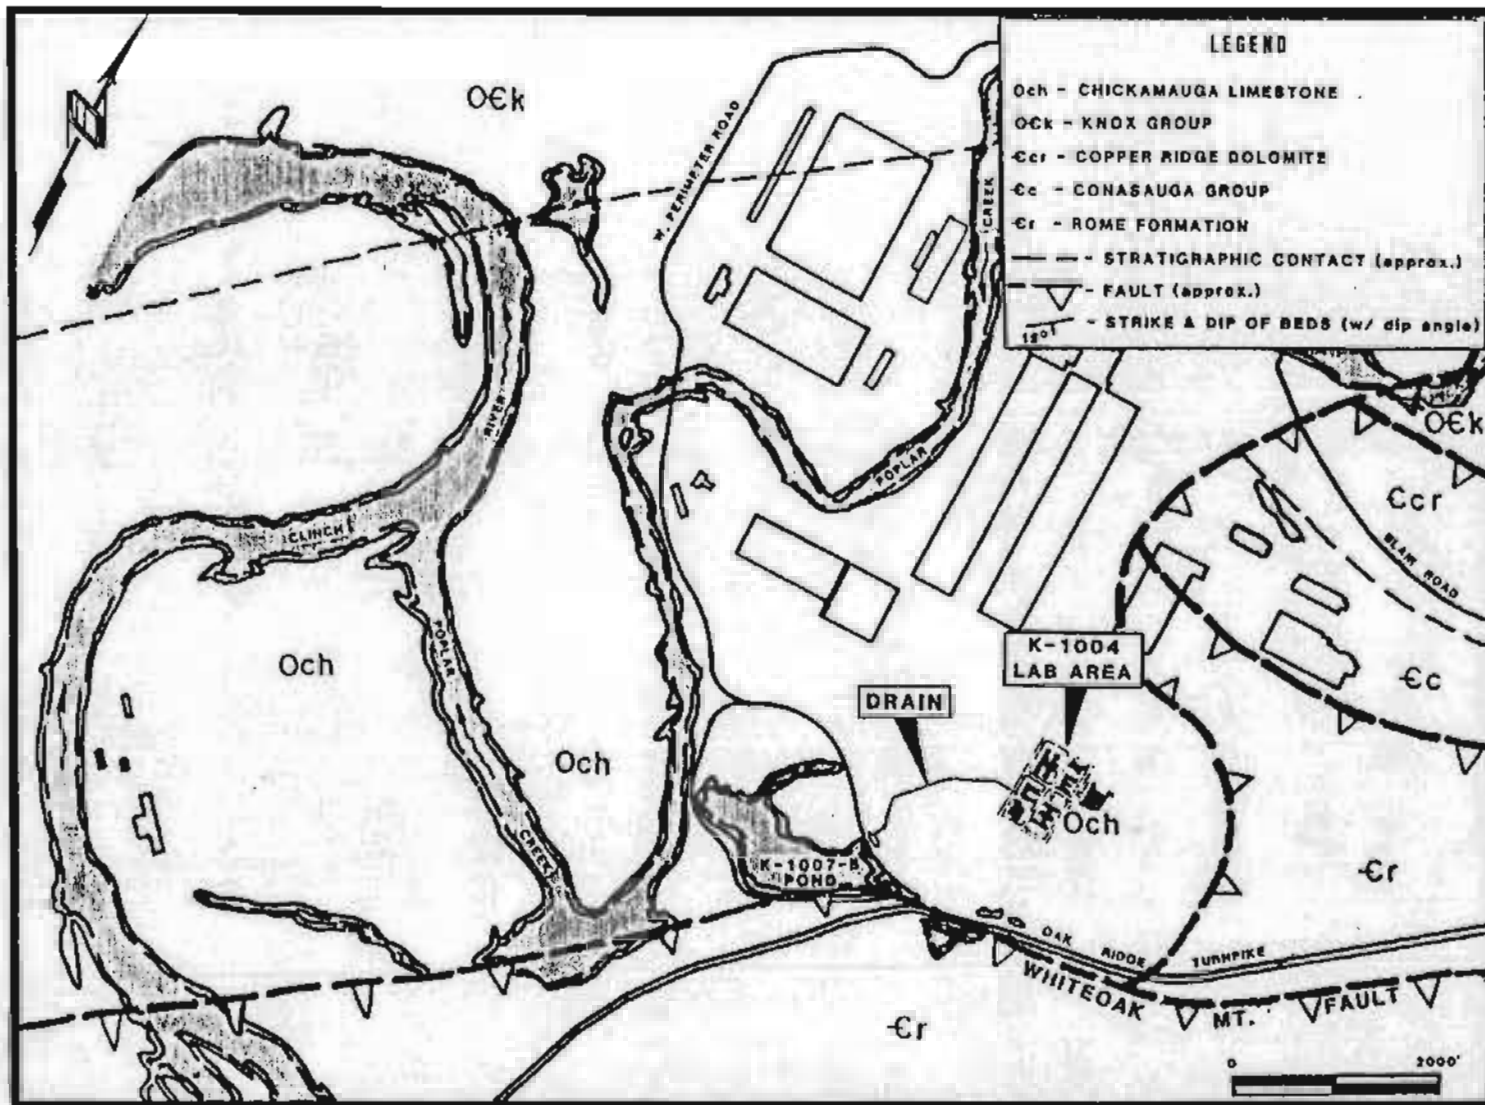 N
OЄk
W. PERIMETER ROAD
CREEK
LEGEND
Och - CHICKAMAUGA LIMESTONE
OЄk - KNOX GROUP
Єcr - COPPER RIDGE DOLOMITE
Єc - CONASAUGA GROUP
Єr - ROME FORMATION
- STRATIGRAPHIC CONTACT (approx.)
- FAULT (approx.)
- STRIKE & DIP OF BEDS (w/ dip angle)
RIVER
CLINCH
POPLAR
OЄk
Єcr
BLAIR ROAD
POPLAR
CREEK
Och
Och
K-1004
LAB AREA
DRAIN
Єc
Och
K-1007-B
POND
Єr
OAK RIDGE TURNPIKE
WHITEOAK MT. FAULT
Єr
0 2000'